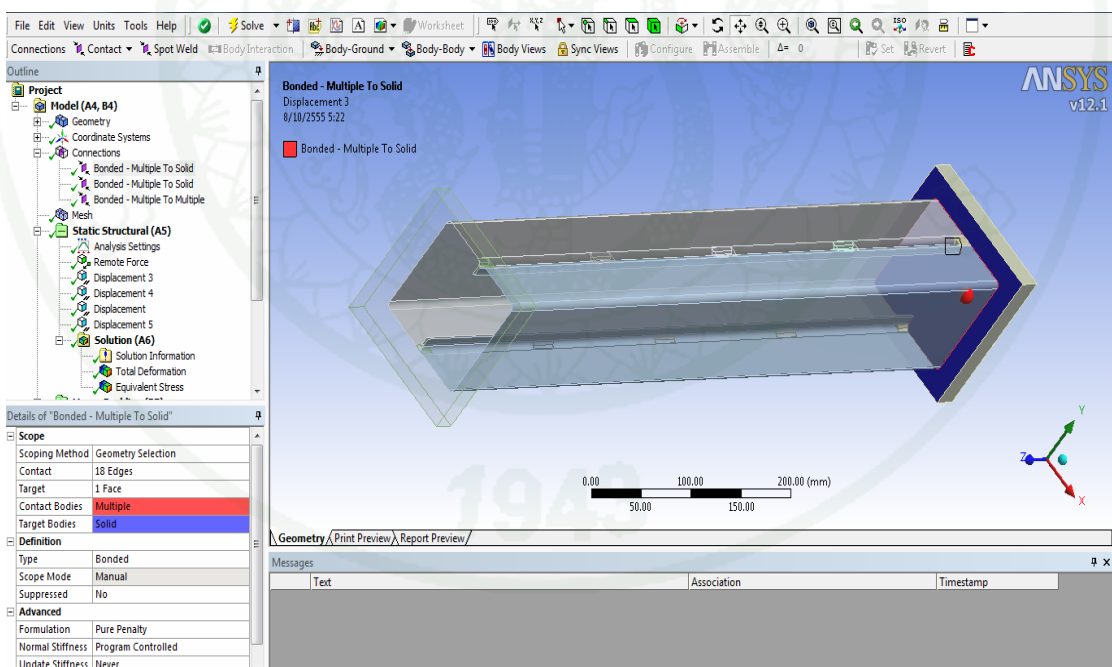 File Edit View Units Tools Help Solve Worksheet
Connections Contact Spot Weld Body Interaction Body-Ground Body-Body Body Views Sync Views Configure Assemble Δ= 0 Set Revert
Outline
Project
Model (A4, B4)
Geometry
Coordinate Systems
Connections
Bonded - Multiple To Solid
Bonded - Multiple To Solid
Bonded - Multiple To Multiple
Mesh
Static Structural (A5)
Analysis Settings
Remote Force
Displacement 3
Displacement 4
Displacement
Displacement 5
Solution (A6)
Solution Information
Total Deformation
Equivalent Stress
Details of "Bonded - Multiple To Solid"
Scope
Scoping Method Geometry Selection
Contact 18 Edges
Target 1 Face
Contact Bodies Multiple
Target Bodies Solid
Definition
Type Bonded
Scope Mode Manual
Suppressed No
Advanced
Formulation Pure Penalty
Normal Stiffness Program Controlled
Update Stiffness Never
Bonded - Multiple To Solid
Displacement 3
8/10/2555 5:22
Bonded - Multiple To Solid
ANSYS
v12.1
Y
Z
X
0.00 100.00 200.00 (mm)
50.00 150.00
1943
Geometry Print Preview Report Preview
Messages
Text Association Timestamp